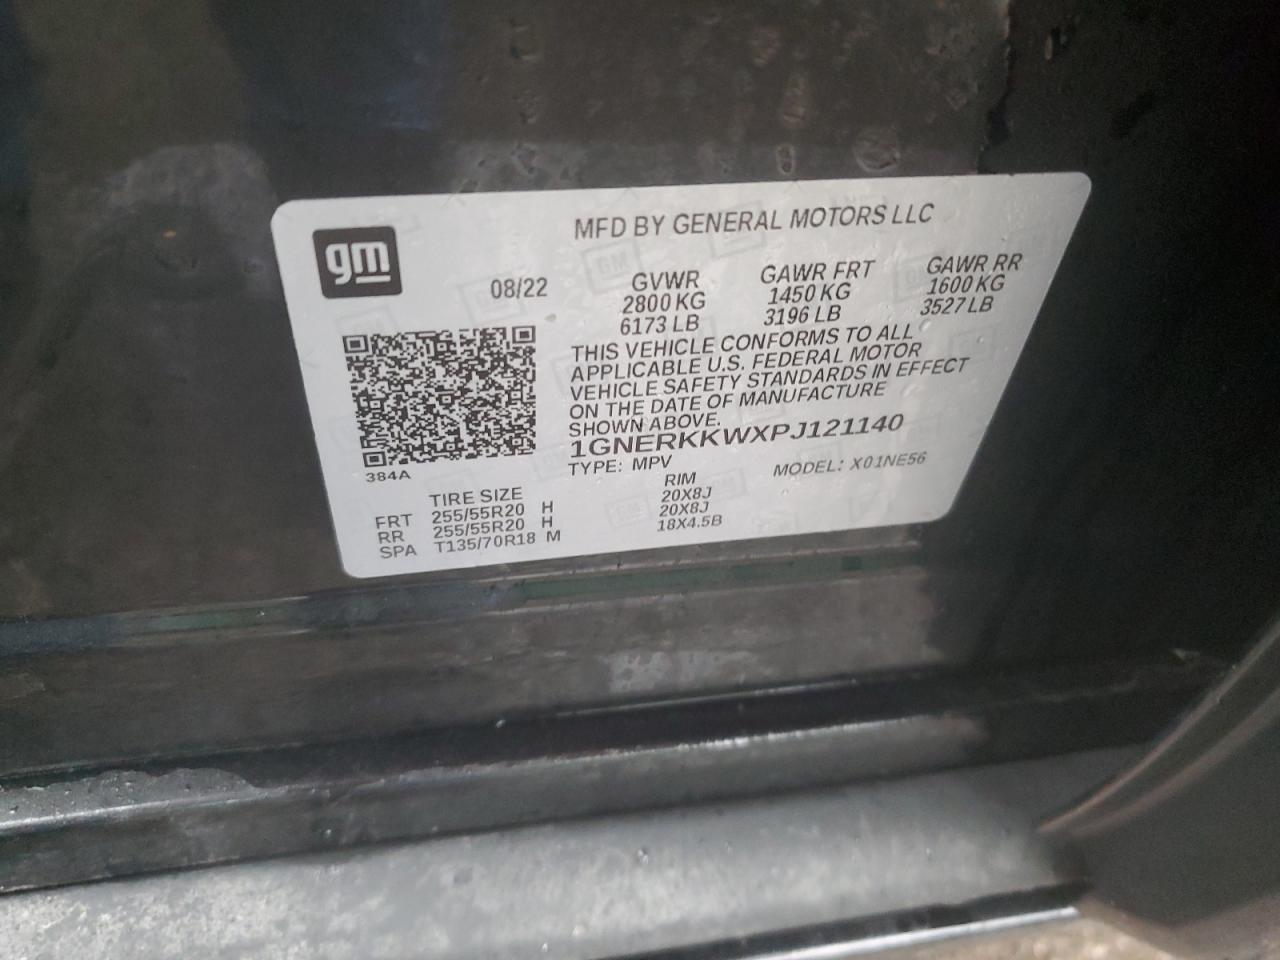 gm
MFD BY GENERAL MOTORS LLC
08/22
GVWR
2800 KG
6173 LB
GAWR FRT
1450 KG
3196 LB
GAWR RR
1600 KG
3527 LB
THIS VEHICLE CONFORMS TO ALL
APPLICABLE U.S. FEDERAL MOTOR
VEHICLE SAFETY STANDARDS IN EFFECT
ON THE DATE OF MANUFACTURE
SHOWN ABOVE.
1GNERKKWXPJ121140
TYPE: MPV MODEL: X01NE56
384A
TIRE SIZE RIM
FRT 255/55R20 H 20X8J
RR 255/55R20 H 20X8J
SPA T135/70R18 M 18X4.5B